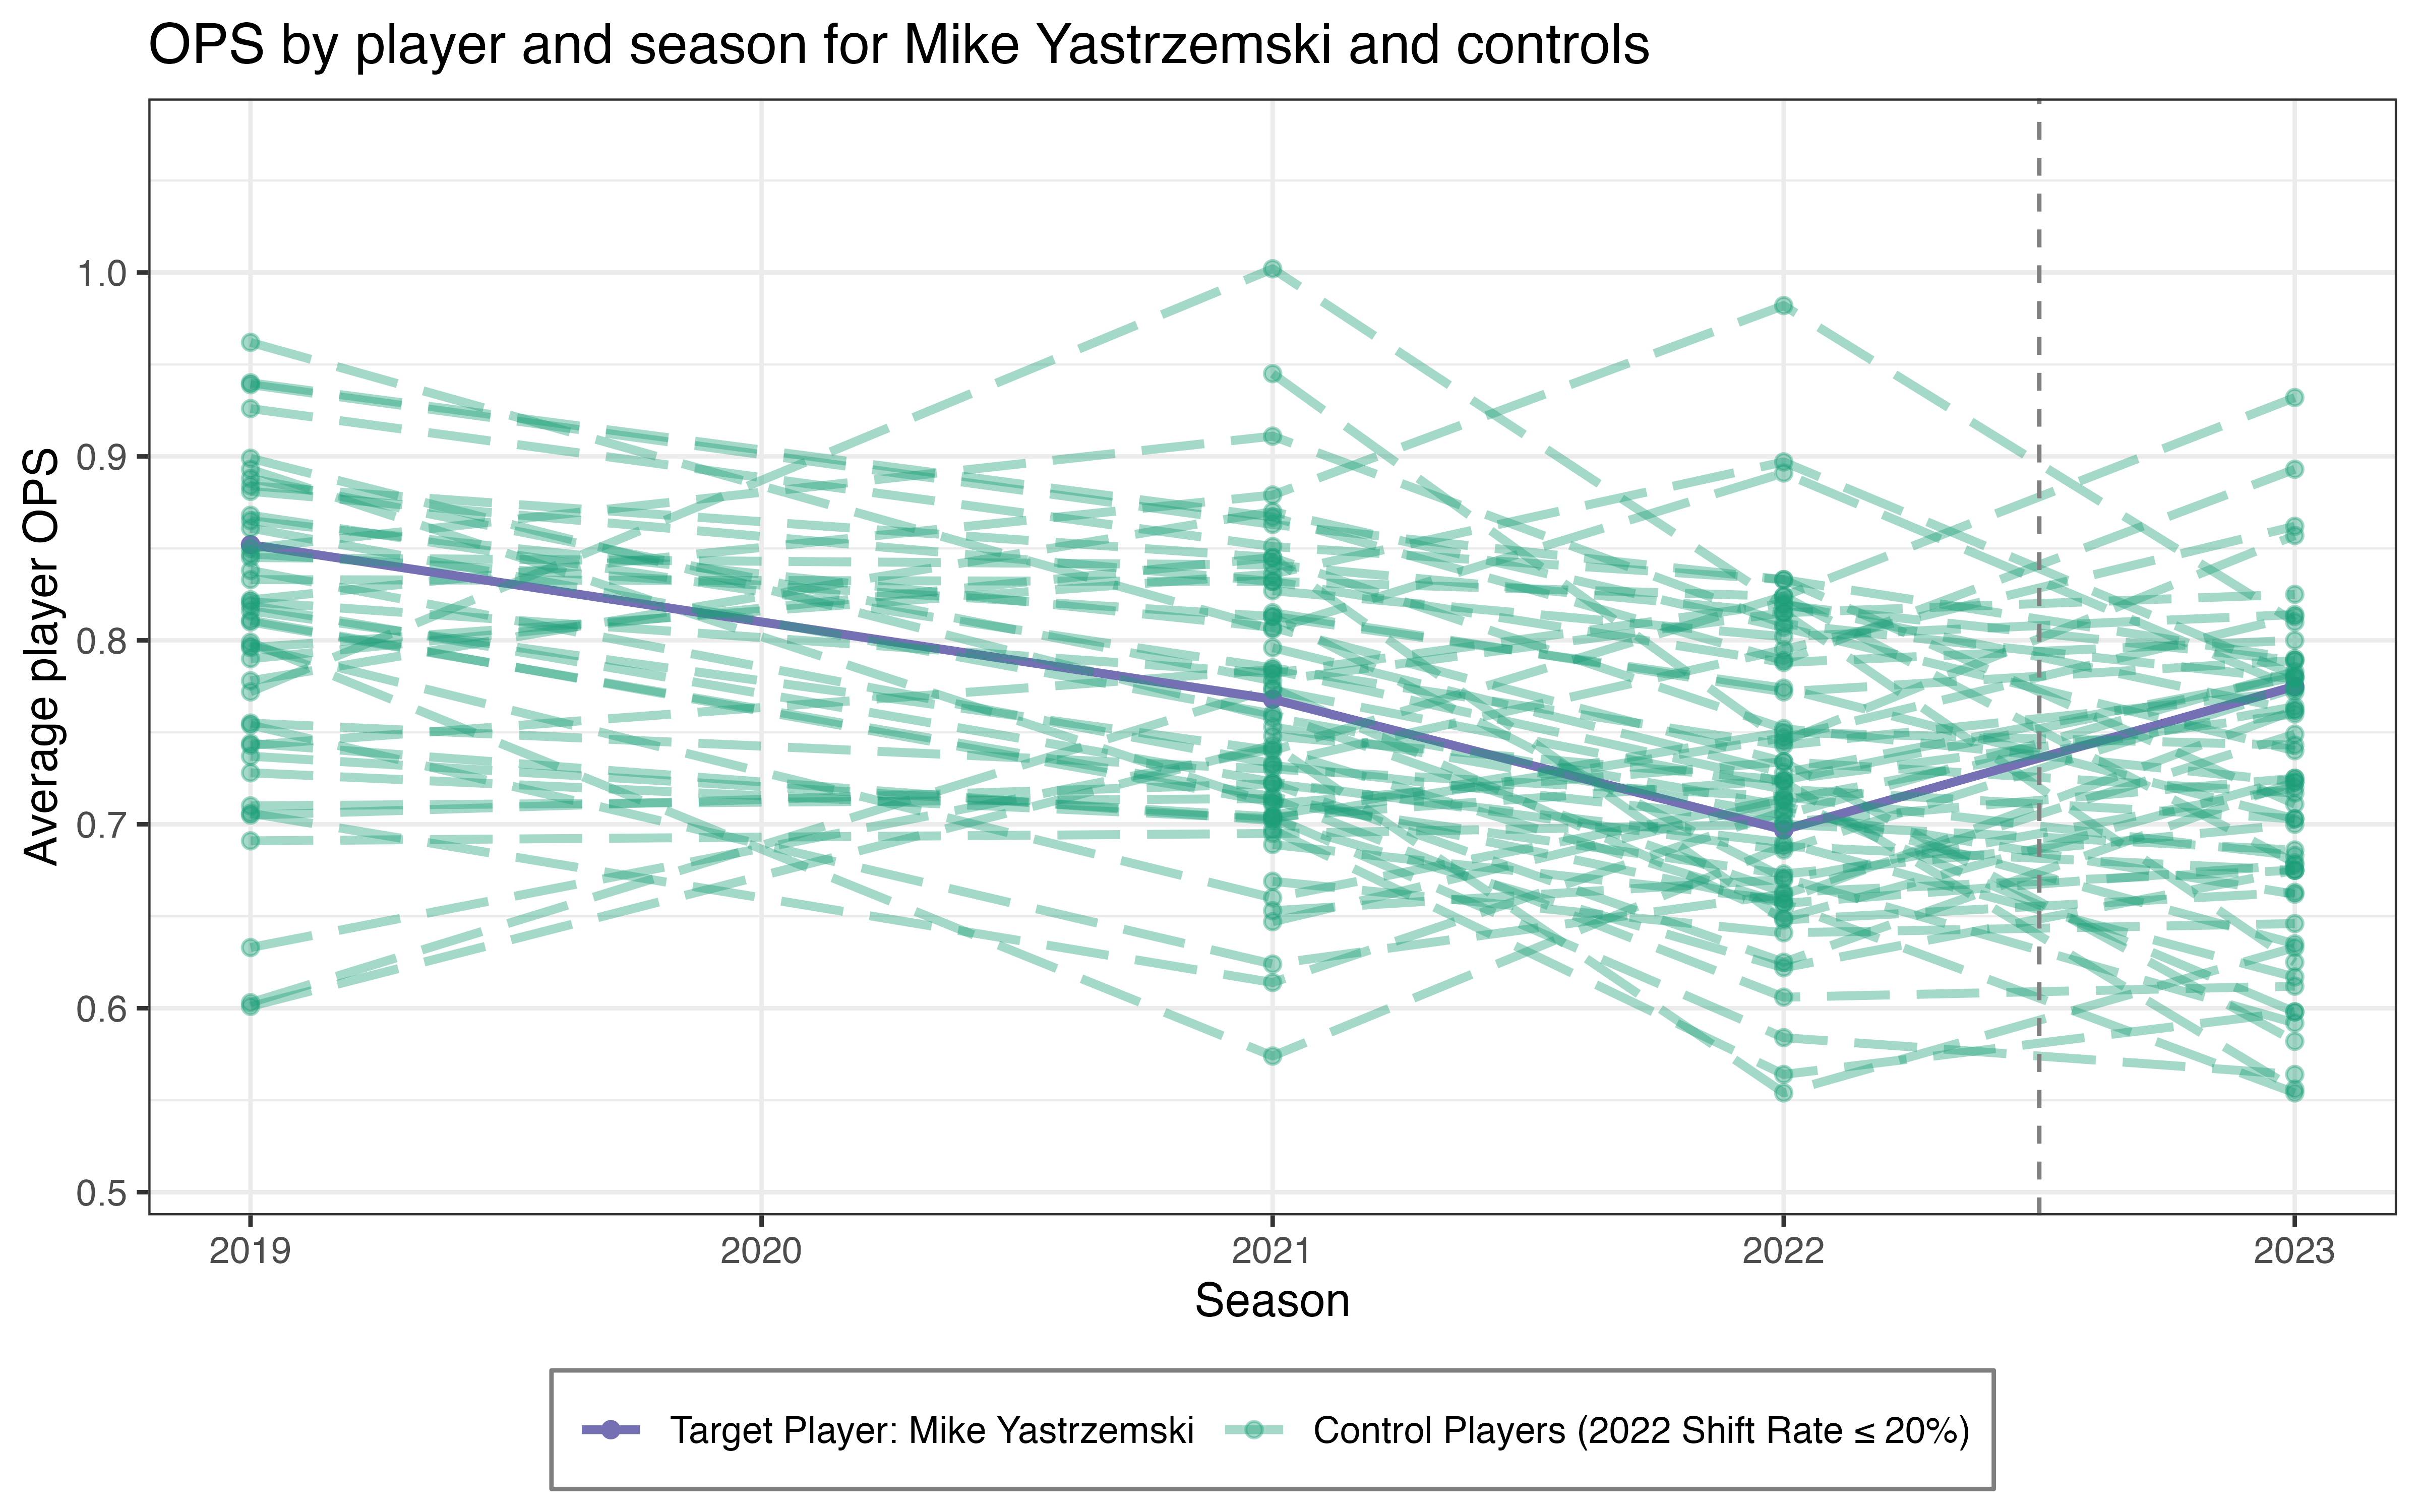 OPS by player and season for Mike Yastrzemski and controls
Average player OPS
1.0
0.9
0.8
0.7
0.6
0.5
2019 2020 2021 2022 2023
Season
Target Player: Mike Yastrzemski Control Players (2022 Shift Rate ≤ 20%)